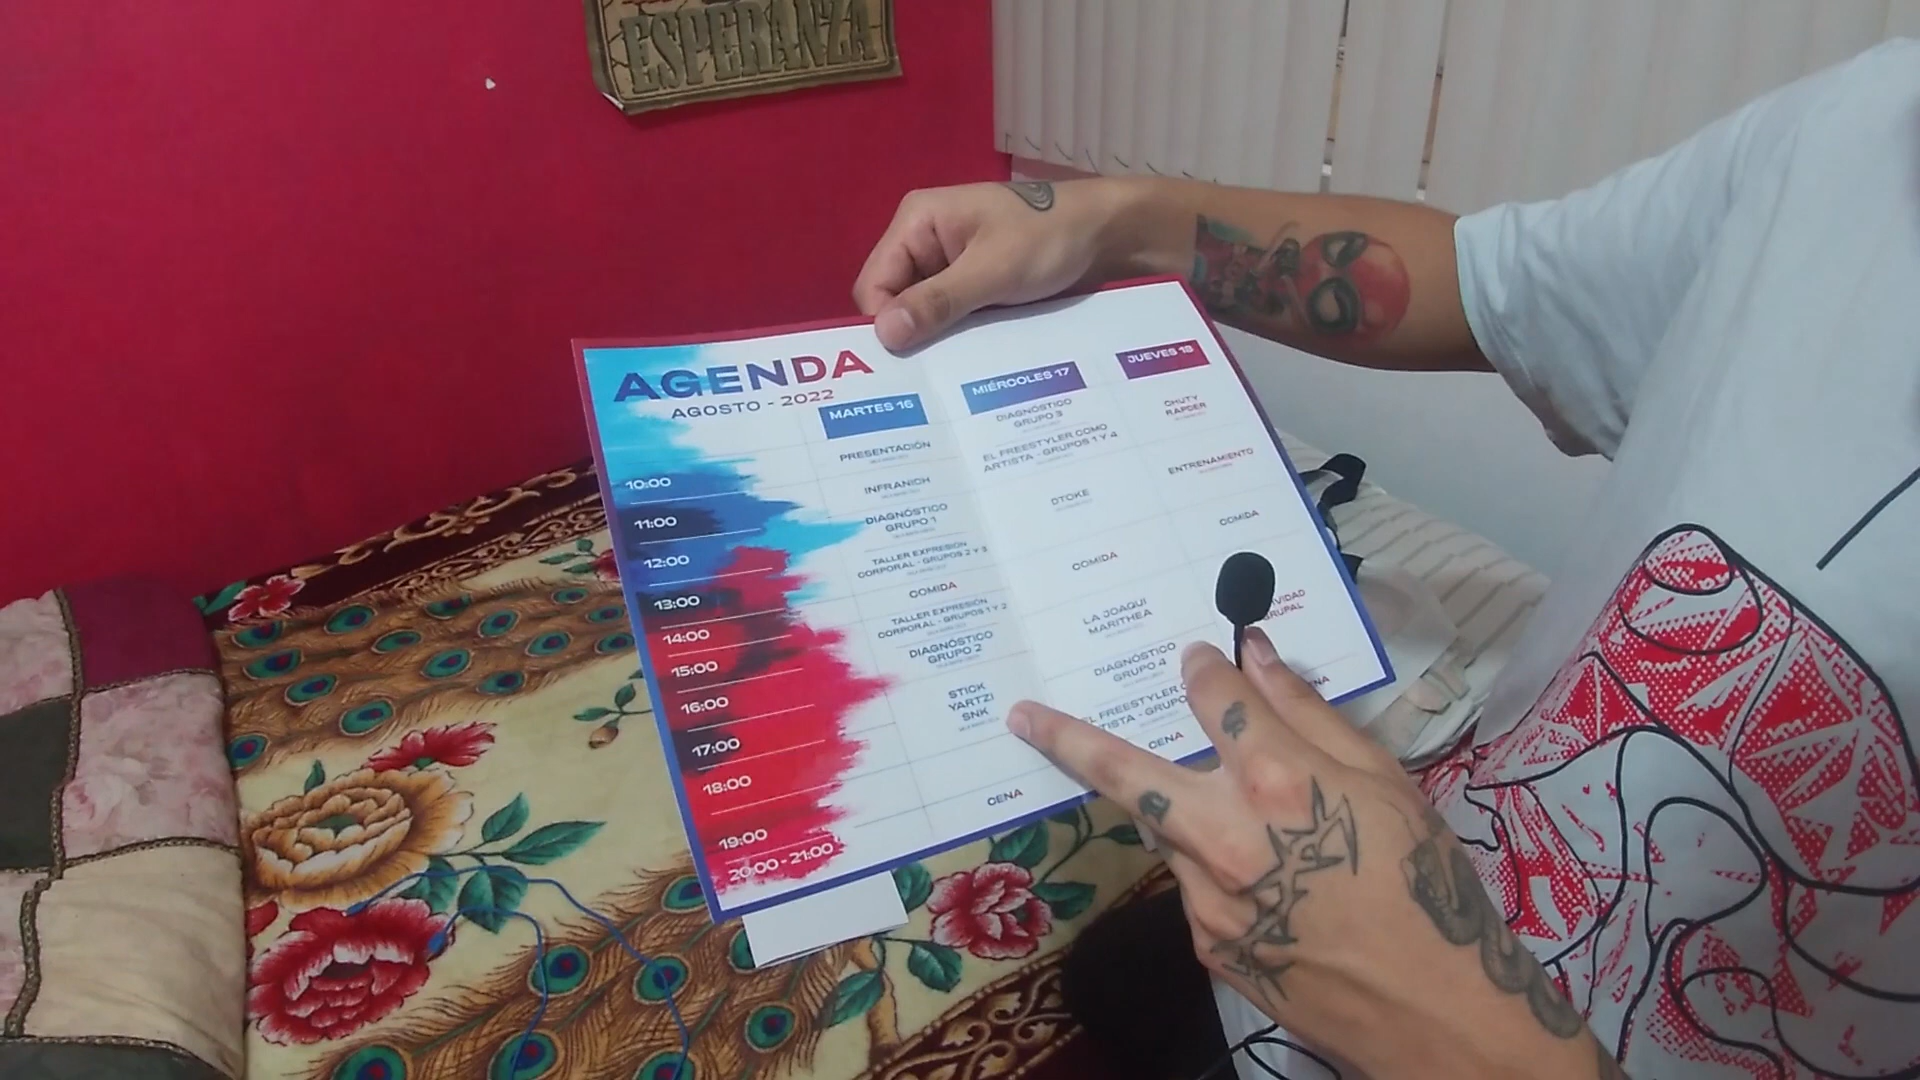 ESPERANZA
AGENDA
AGOSTO - 2022
10:00
11:00
12:00
13:00
14:00
15:00
16:00
17:00
18:00
19:00
20:00 - 21:00
MARTES 16
PRESENTACIÓN
INFRANICH
DIAGNÓSTICO
GRUPO 1
TALLER EXPRESIÓN
CORPORAL - GRUPOS 2 Y 3
COMIDA
TALLER EXPRESIÓN
CORPORAL - GRUPOS 1 Y 2
DIAGNÓSTICO
GRUPO 2
STICK
YARTZI
SNK
CENA
MIÉRCOLES 17
DIAGNÓSTICO
GRUPO 3
EL FREESTYLER COMO
ARTISTA - GRUPOS 1 Y 4
DTOKE
COMIDA
LA JOAQUI
MARITHEA
DIAGNÓSTICO
GRUPO 4
EL FREESTYLER
- GRUPO
CENA
JUEVES 18
CHUTY
RAPDER
ENTRENAMIENTO
COMIDA